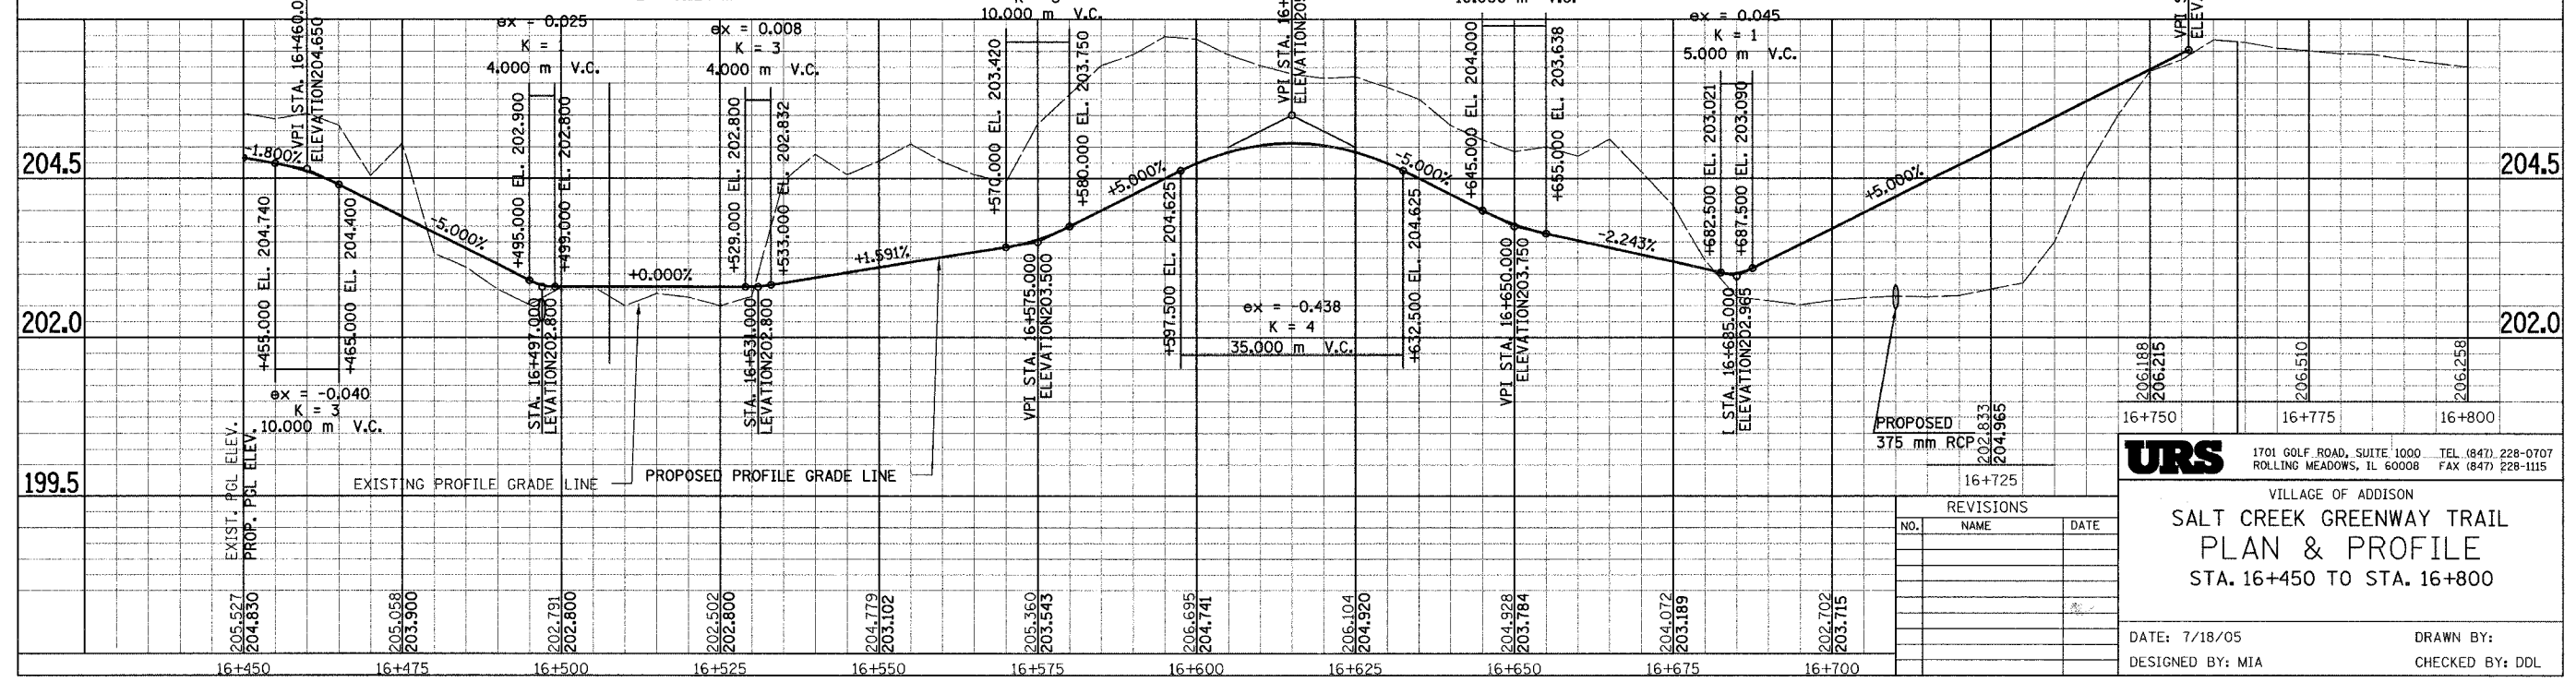 10.000 m V.C.
ex = 0.025
K =
4.000 m V.C.
ex = 0.008
K = 3
4.000 m V.C.
ex = 0.045
K = 1
5.000 m V.C.
VPI STA. 16+460.0
ELEVATION204.650
+495.000 EL. 202.900
+499.000 EL. 202.800
+529.000 EL. 202.800
+533.000 EL. 202.832
+570.000 EL. 203.420
+580.000 EL. 203.750
VPI STA. 16+
ELEVATION205
+645.000 EL. 204.000
+655.000 EL. 203.638
+682.500 EL. 203.021
+687.500 EL. 203.090
204.5
-1.800%
-5.000%
+0.000%
+1.591%
+5.000%
-5.000%
-2.243%
+5.000%
204.5
202.0
+455.000 EL. 204.740
+465.000 EL. 204.400
STA. 16+497.000
LEVATION202.800
STA. 16+531.000
LEVATION202.800
VPI STA. 16+575.000
ELEVATION203.500
+597.500 EL. 204.625
+632.500 EL. 204.625
VPI STA. 16+650.000
ELEVATION203.750
I STA. 16+685.000
ELEVATION202.965
202.0
ex = -0.438
K = 4
35.000 m V.C.
ex = -0.040
K = 3
10.000 m V.C.
PROPOSED
375 mm RCP
202.833
204.965
16+725
206.188
206.215
16+750
206.510
16+775
206.258
16+800
199.5
EXISTING PROFILE GRADE LINE
PROPOSED PROFILE GRADE LINE
EXIST. PGL ELEV.
PROP. PGL ELEV.
205.527
204.830
205.058
203.900
202.791
202.800
202.502
202.800
204.779
203.102
205.360
203.543
206.695
204.741
206.104
204.920
204.928
203.784
204.072
203.189
202.702
203.715
16+450
16+475
16+500
16+525
16+550
16+575
16+600
16+625
16+650
16+675
16+700
REVISIONS
NO. NAME DATE
URS
1701 GOLF ROAD, SUITE 1000 TEL (847) 228-0707
ROLLING MEADOWS, IL 60008 FAX (847) 228-1115
VILLAGE OF ADDISON
SALT CREEK GREENWAY TRAIL
PLAN & PROFILE
STA. 16+450 TO STA. 16+800
DATE: 7/18/05 DRAWN BY:
DESIGNED BY: MIA CHECKED BY: DDL